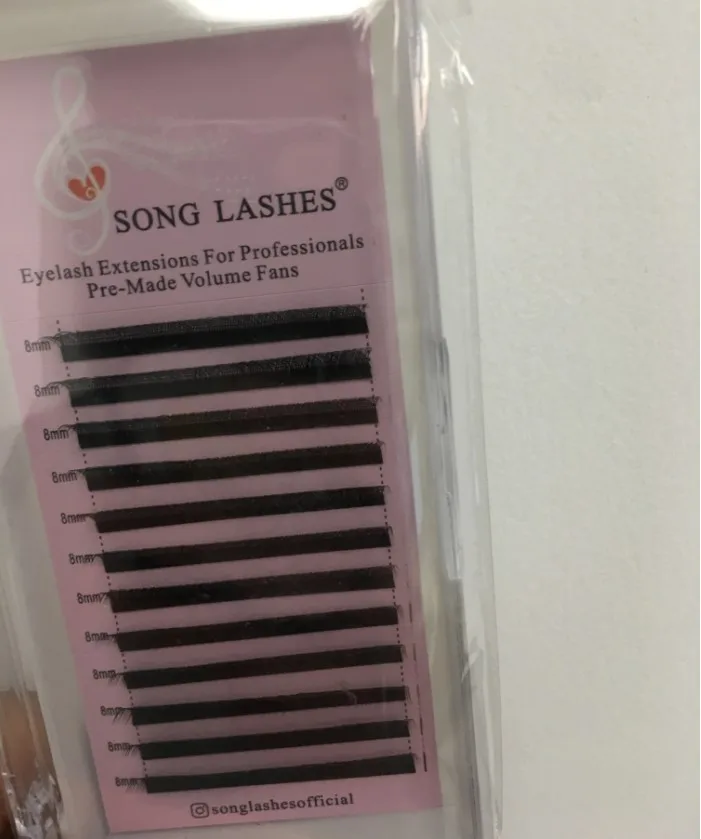 SONG LASHES®
Eyelash Extensions For Professionals
Pre-Made Volume Fans
8mm
8mm
8mm
8mm
8mm
8mm
8mm
8mm
8mm
8mm
8mm
8mm
songlashesofficial